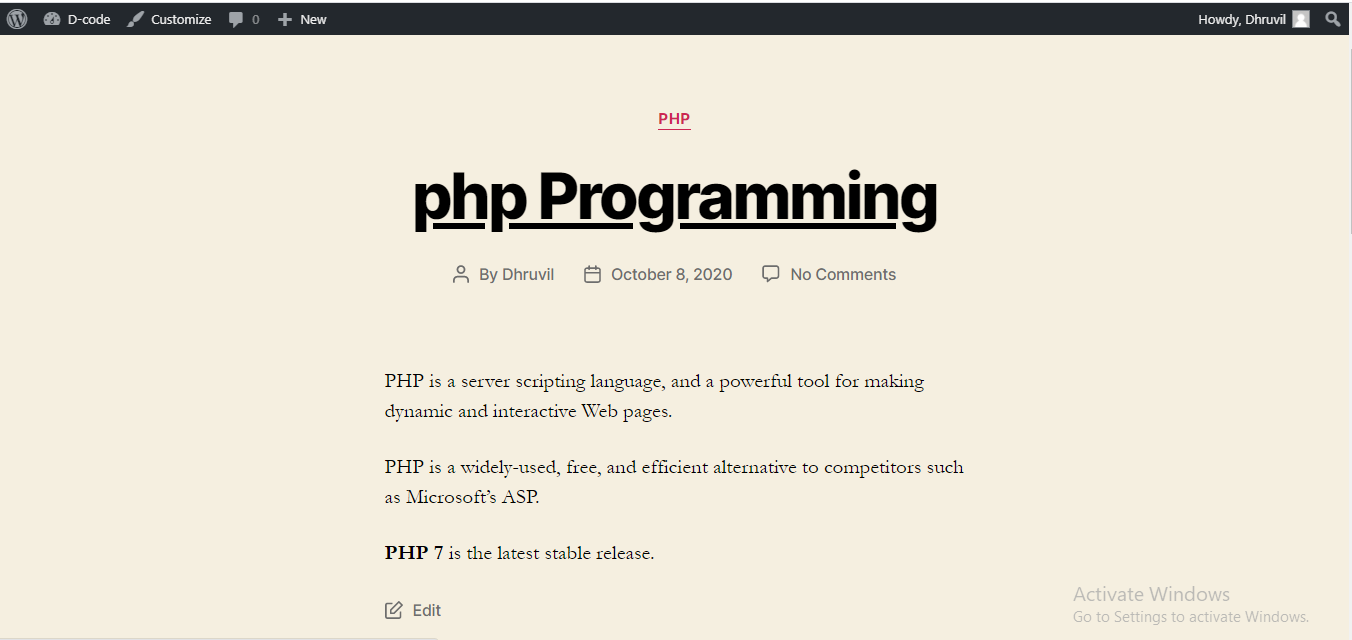 D-code Customize 0 New Howdy, Dhruvil
PHP
php Programming
By Dhruvil October 8, 2020 No Comments
PHP is a server scripting language, and a powerful tool for making
dynamic and interactive Web pages.
PHP is a widely-used, free, and efficient alternative to competitors such
as Microsoft’s ASP.
PHP 7 is the latest stable release.
Edit
Activate Windows
Go to Settings to activate Windows.